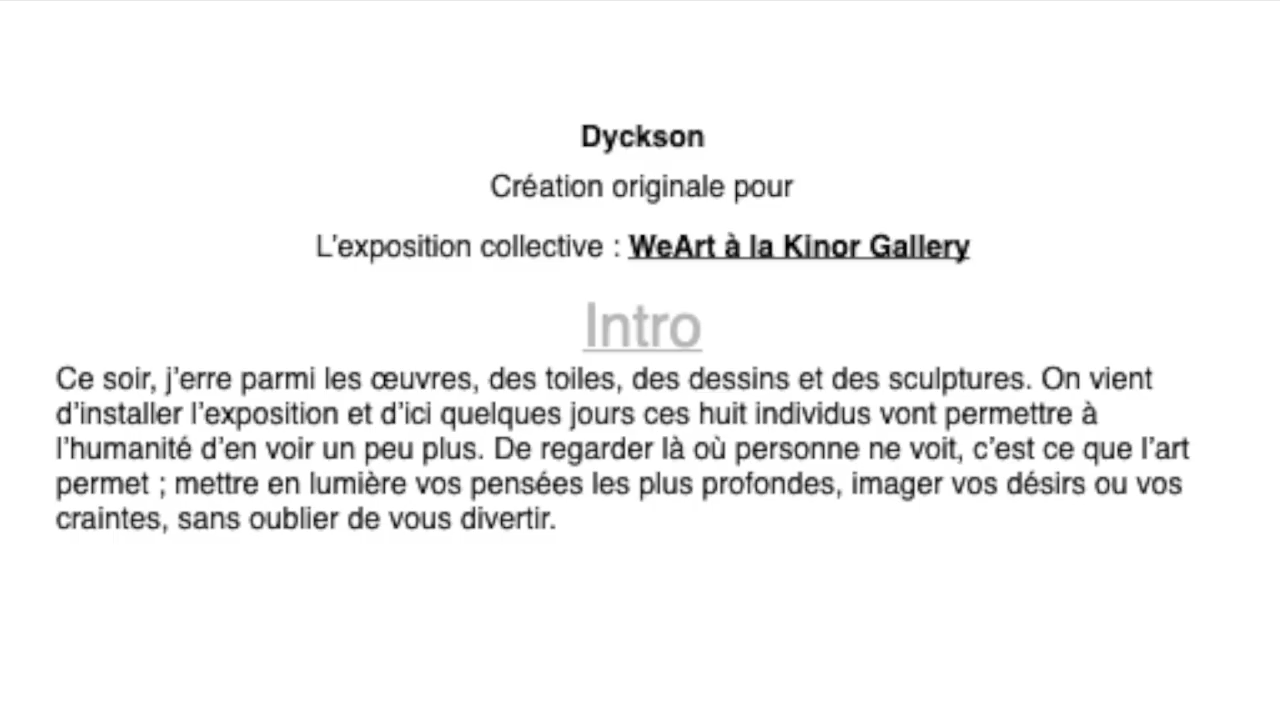 Dyckson
Création originale pour
L’exposition collective : WeArt à la Kinor Gallery
Intro
Ce soir, j’erre parmi les œuvres, des toiles, des dessins et des sculptures. On vient
d’installer l’exposition et d’ici quelques jours ces huit individus vont permettre à
l’humanité d’en voir un peu plus. De regarder là où personne ne voit, c’est ce que l’art
permet ; mettre en lumière vos pensées les plus profondes, imager vos désirs ou vos
craintes, sans oublier de vous divertir.